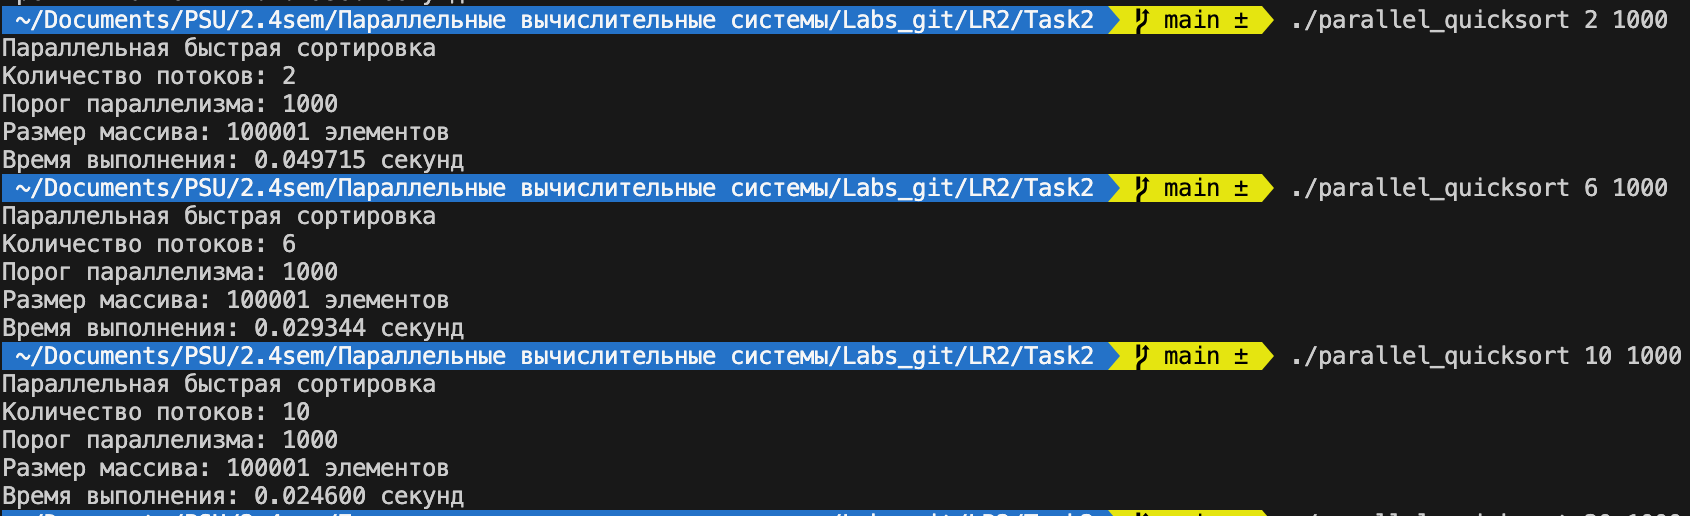 ~/Documents/PSU/2.4sem/Параллельные вычислительные системы/Labs_git/LR2/Task2 main ± ./parallel_quicksort 2 1000
Параллельная быстрая сортировка
Количество потоков: 2
Порог параллелизма: 1000
Размер массива: 100001 элементов
Время выполнения: 0.049715 секунд
~/Documents/PSU/2.4sem/Параллельные вычислительные системы/Labs_git/LR2/Task2 main ± ./parallel_quicksort 6 1000
Параллельная быстрая сортировка
Количество потоков: 6
Порог параллелизма: 1000
Размер массива: 100001 элементов
Время выполнения: 0.029344 секунд
~/Documents/PSU/2.4sem/Параллельные вычислительные системы/Labs_git/LR2/Task2 main ± ./parallel_quicksort 10 1000
Параллельная быстрая сортировка
Количество потоков: 10
Порог параллелизма: 1000
Размер массива: 100001 элементов
Время выполнения: 0.024600 секунд